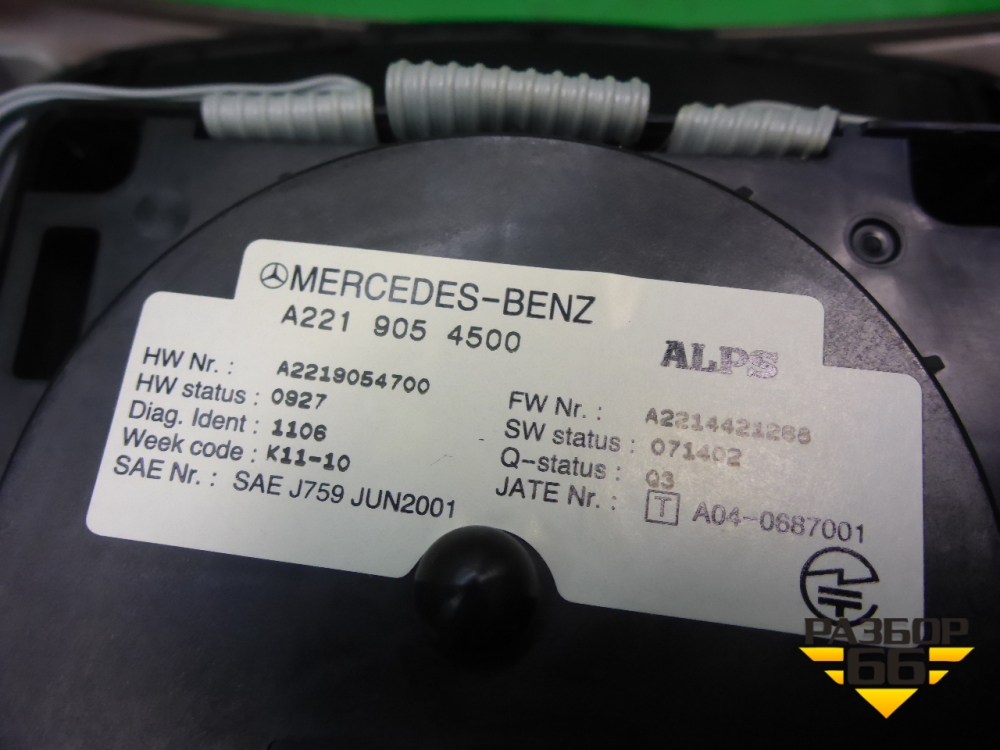 MERCEDES-BENZ
A221 905 4500
ALPS
HW Nr. : A2219054700
HW status : 0927
Diag. Ident : 1106
Week code : K11-10
SAE Nr. : SAE J759 JUN2001
FW Nr. : A2214421268
SW status : 071402
Q-status : Q3
JATE Nr. : T A04-0687001
РАЗБОР
66